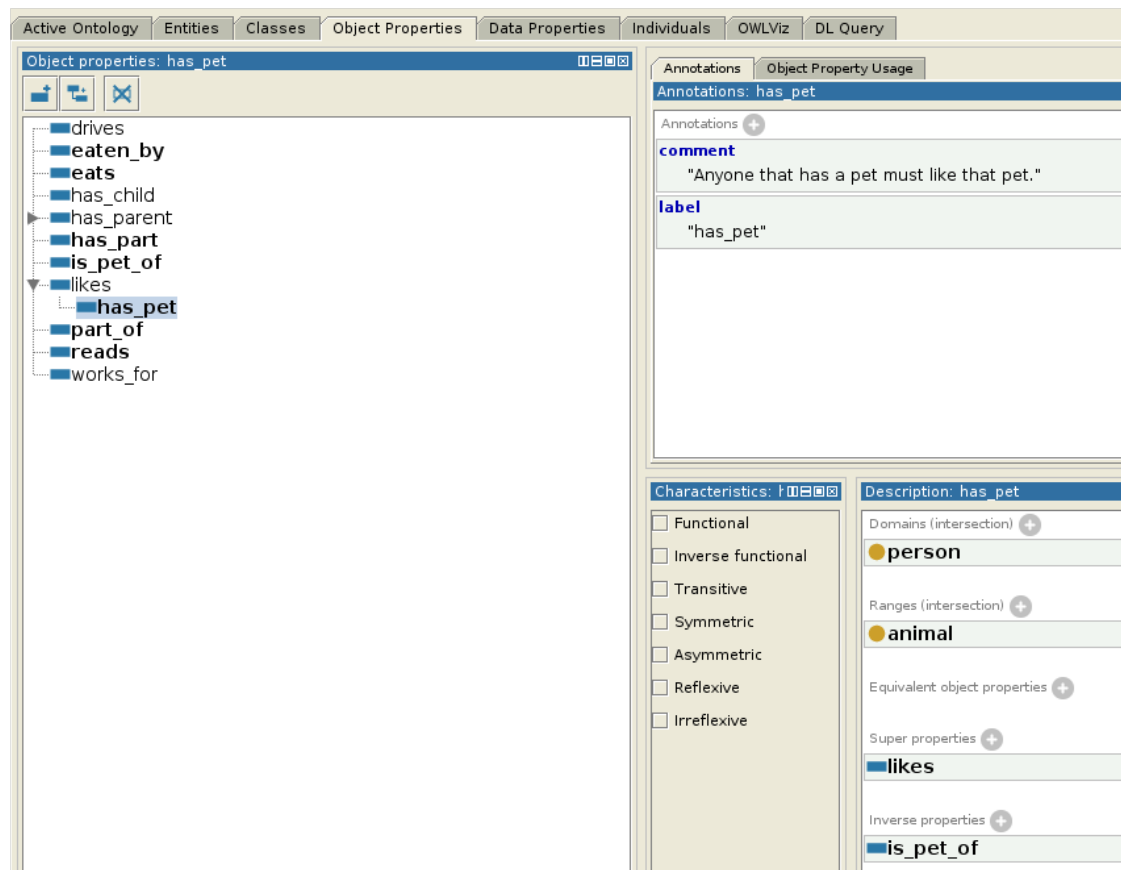 Active Ontology Entities Classes Object Properties Data Properties Individuals OWLViz DL Query
Object properties: has_pet
drives
eaten_by
eats
has_child
has_parent
has_part
is_pet_of
likes
has_pet
part_of
reads
works_for
Annotations Object Property Usage
Annotations: has_pet
Annotations
comment
"Anyone that has a pet must like that pet."
label
"has_pet"
Characteristics:
Functional
Inverse functional
Transitive
Symmetric
Asymmetric
Reflexive
Irreflexive
Description: has_pet
Domains (intersection)
person
Ranges (intersection)
animal
Equivalent object properties
Super properties
likes
Inverse properties
is_pet_of